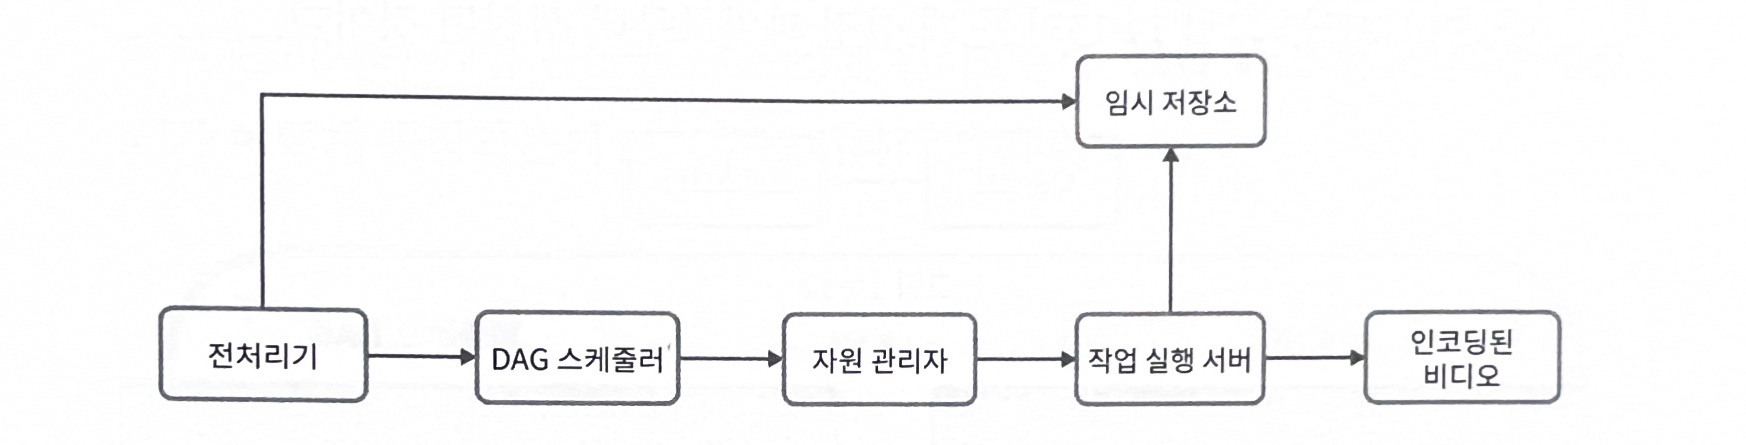 임시 저장소
전처리기
DAG 스케줄러
자원 관리자
작업 실행 서버
인코딩된
비디오